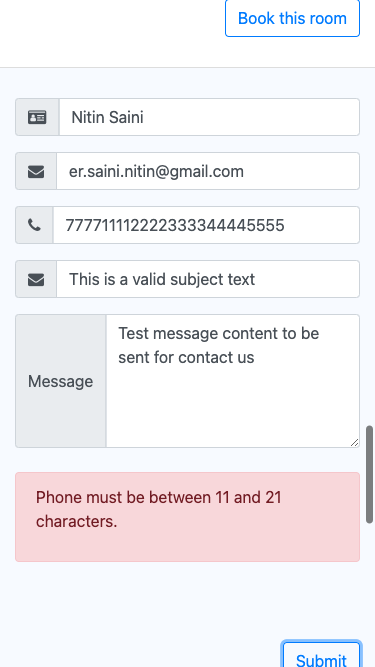 Book this room
Nitin Saini
er.saini.nitin@gmail.com
777711112222333344445555
This is a valid subject text
Message
Test message content to be
sent for contact us
Phone must be between 11 and 21
characters.
Submit